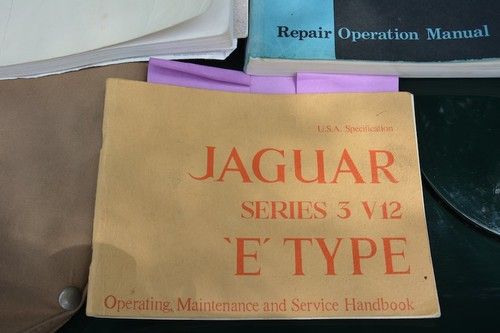 Repair Operation Manual
U.S.A. Specification
JAGUAR
SERIES 3 V12
`E´ TYPE
Operating, Maintenance and Service Handbook